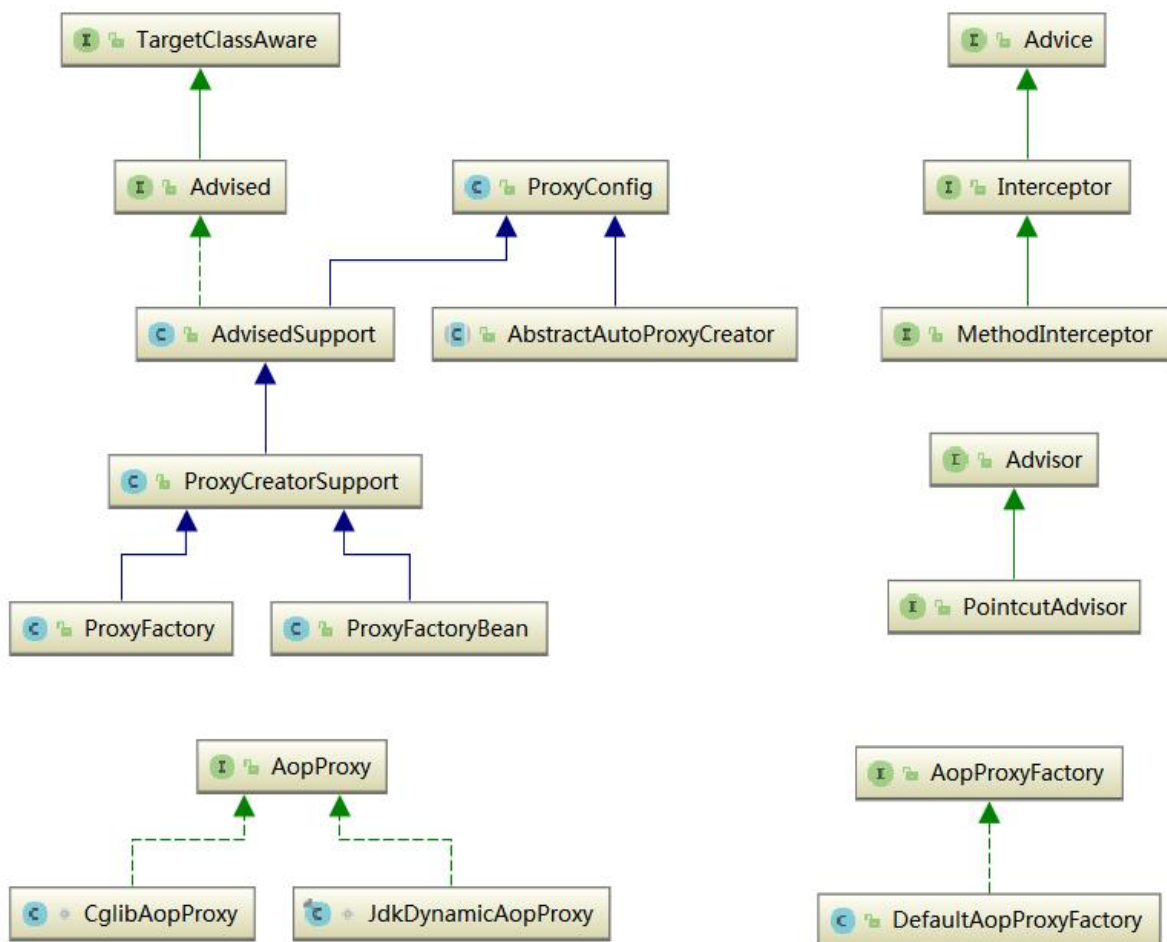 I TargetClassAware
I Advice
I Advised
C ProxyConfig
I Interceptor
C AdvisedSupport
C AbstractAutoProxyCreator
I MethodInterceptor
C ProxyCreatorSupport
I Advisor
C ProxyFactory
C ProxyFactoryBean
I PointcutAdvisor
I AopProxy
I AopProxyFactory
C CglibAopProxy
C JdkDynamicAopProxy
C DefaultAopProxyFactory